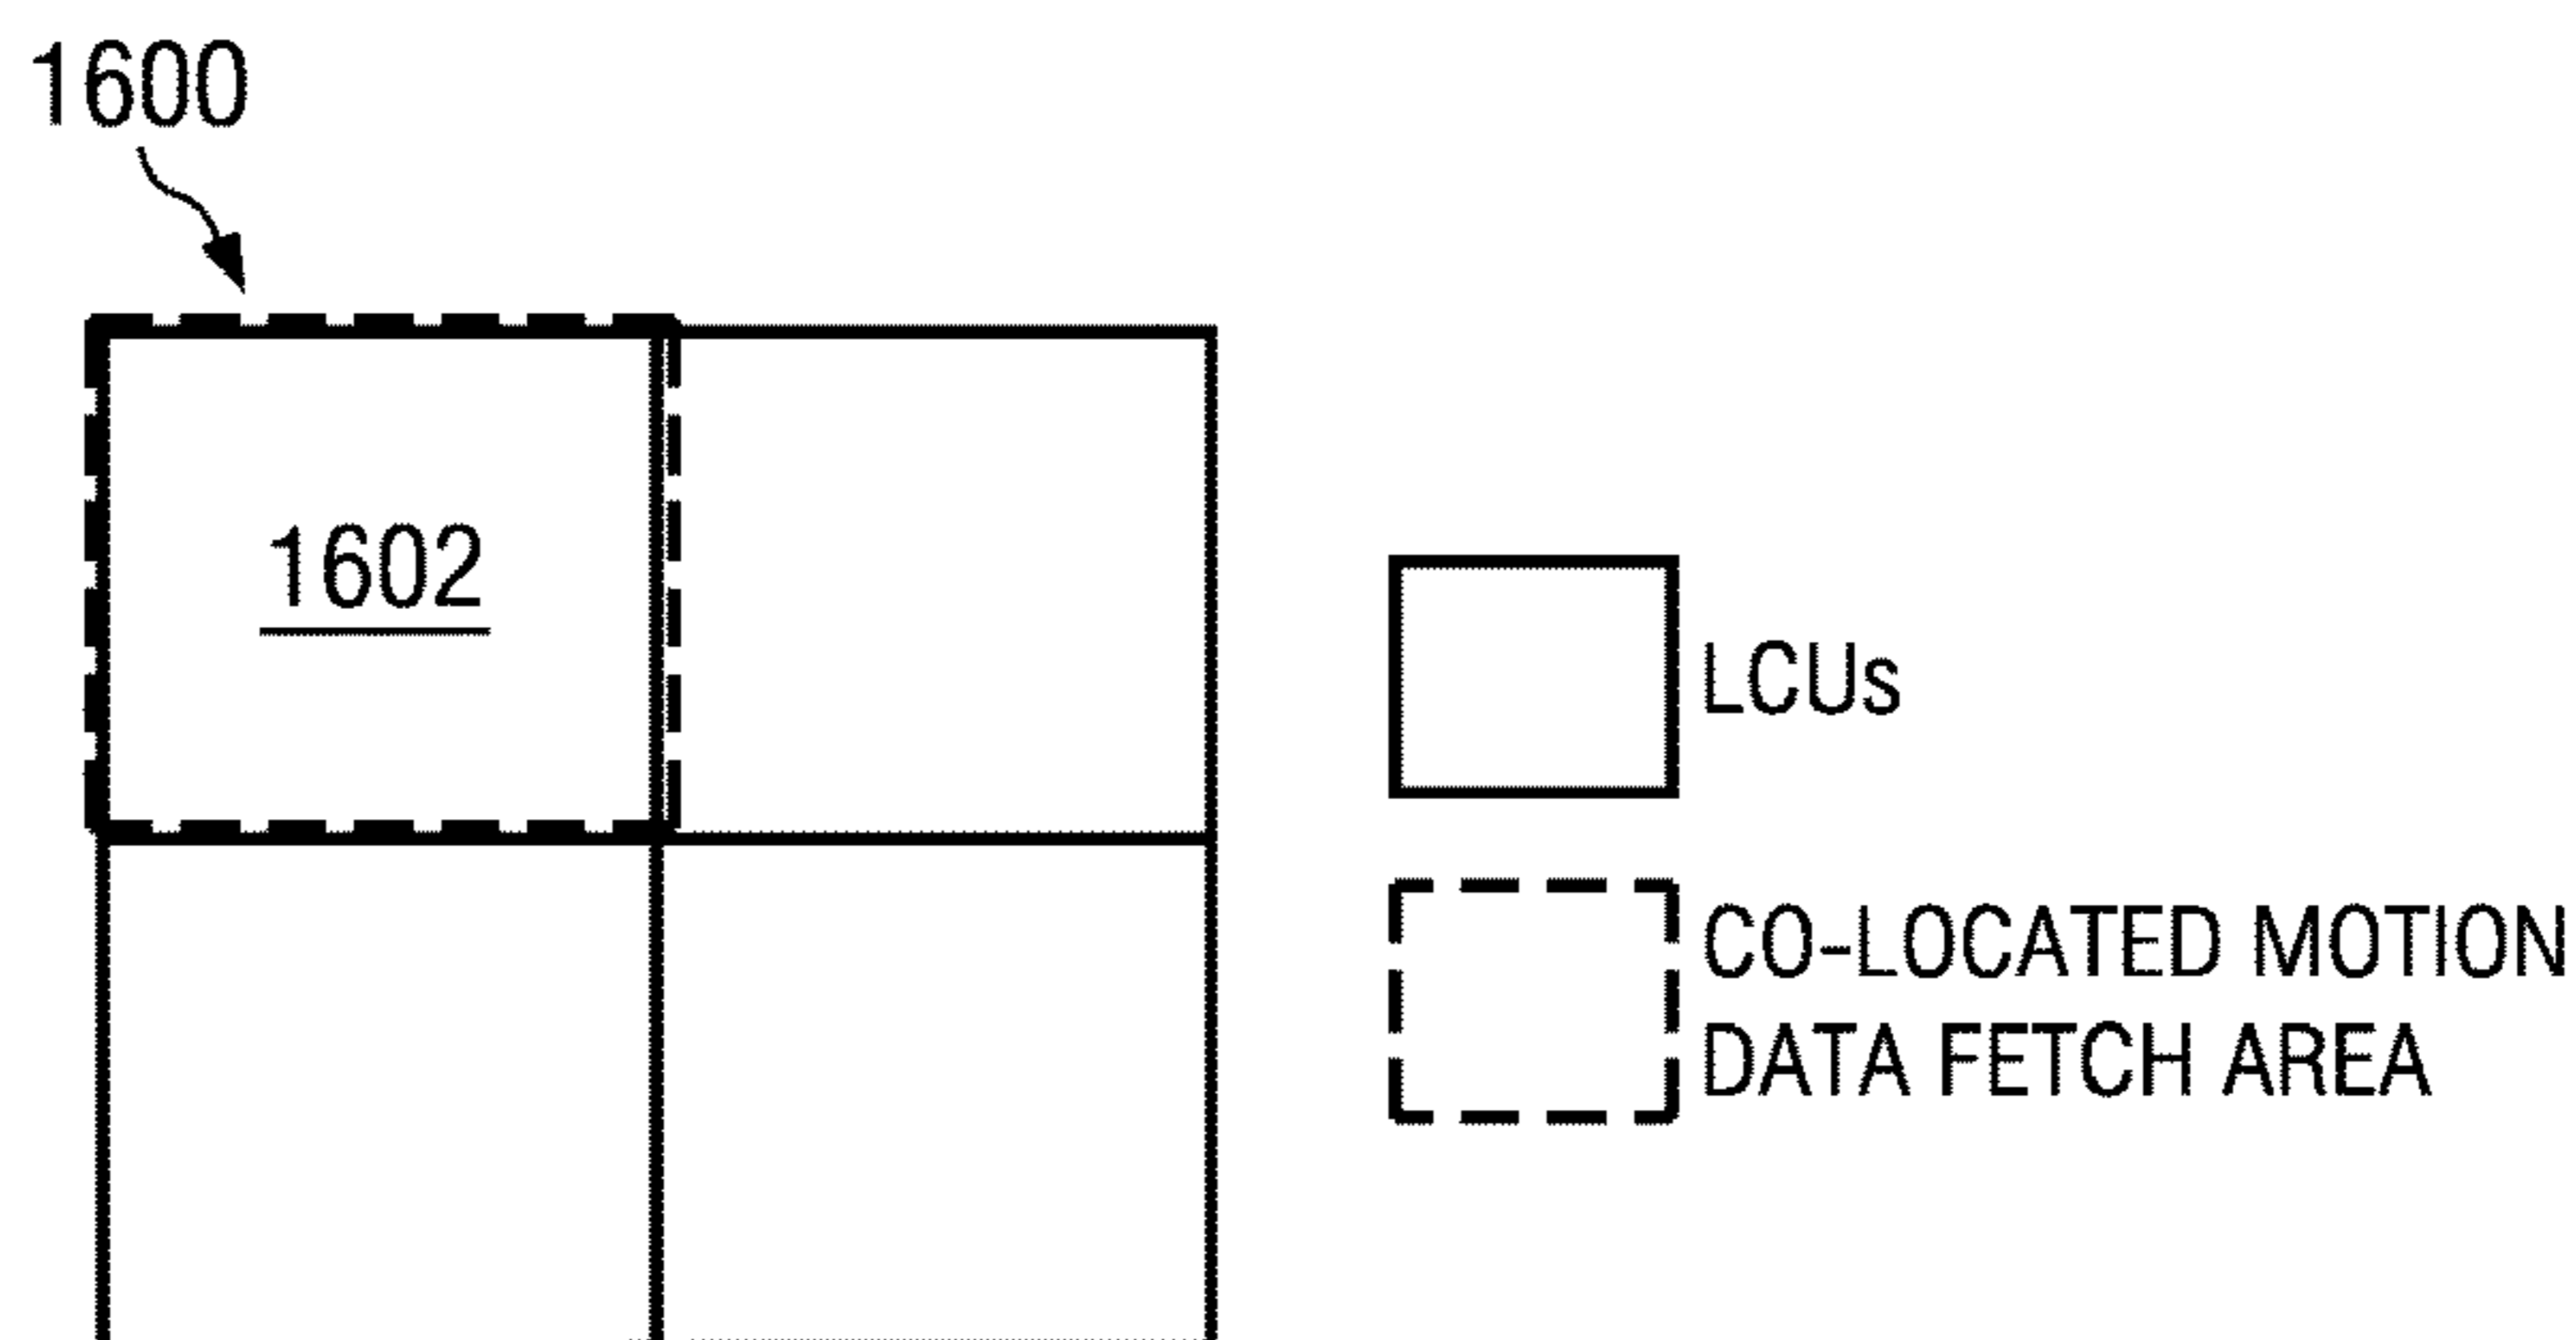 1600
1602
LCUs
CO-LOCATED MOTION
DATA FETCH AREA